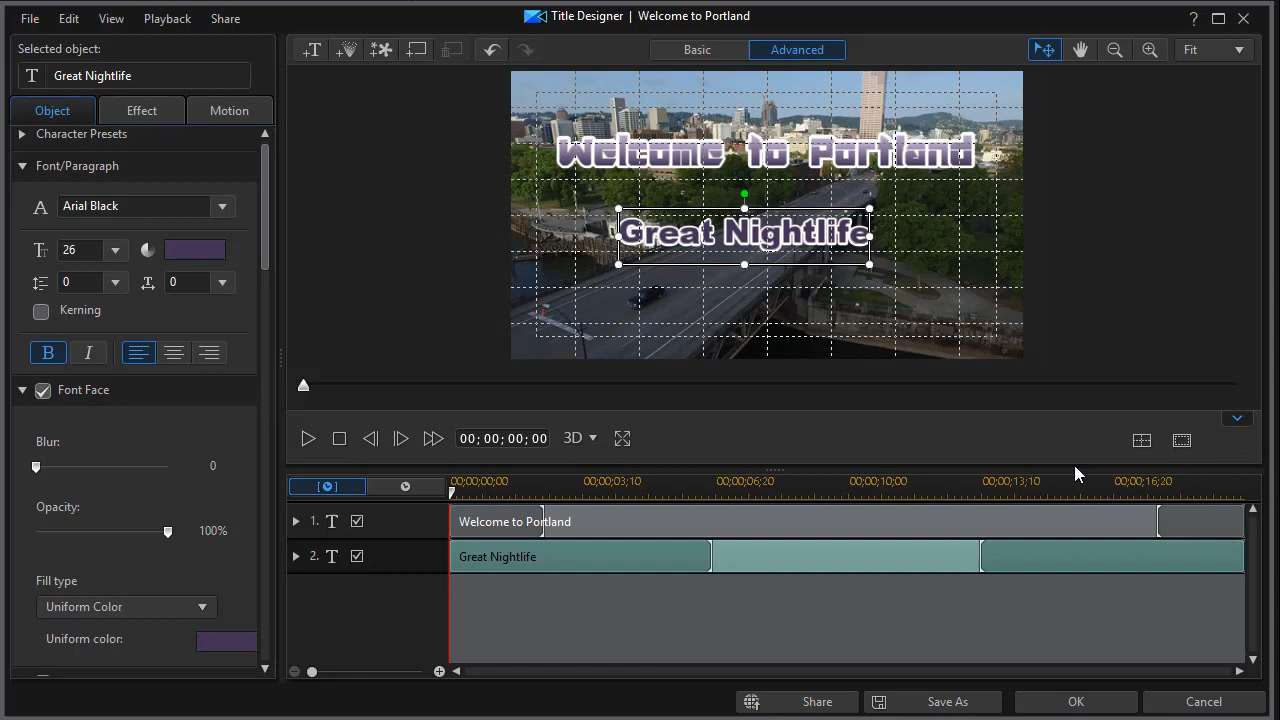 File Edit View Playback Share
Title Designer | Welcome to Portland
?
Selected object:
T Great Nightlife
Object Effect Motion
Basic Advanced
Fit
Character Presets
Font/Paragraph
Arial Black
26
0 0
Kerning
B I
Font Face
Blur:
0
Opacity:
100%
Fill type
Uniform Color
Uniform color:
Welcome to Portland
Great Nightlife
00;00;00;00 3D
00;00;00;00 00;00;03;10 00;00;06;20 00;00;10;00 00;00;13;10 00;00;16;20
1. T Welcome to Portland
2. T Great Nightlife
Share Save As OK Cancel